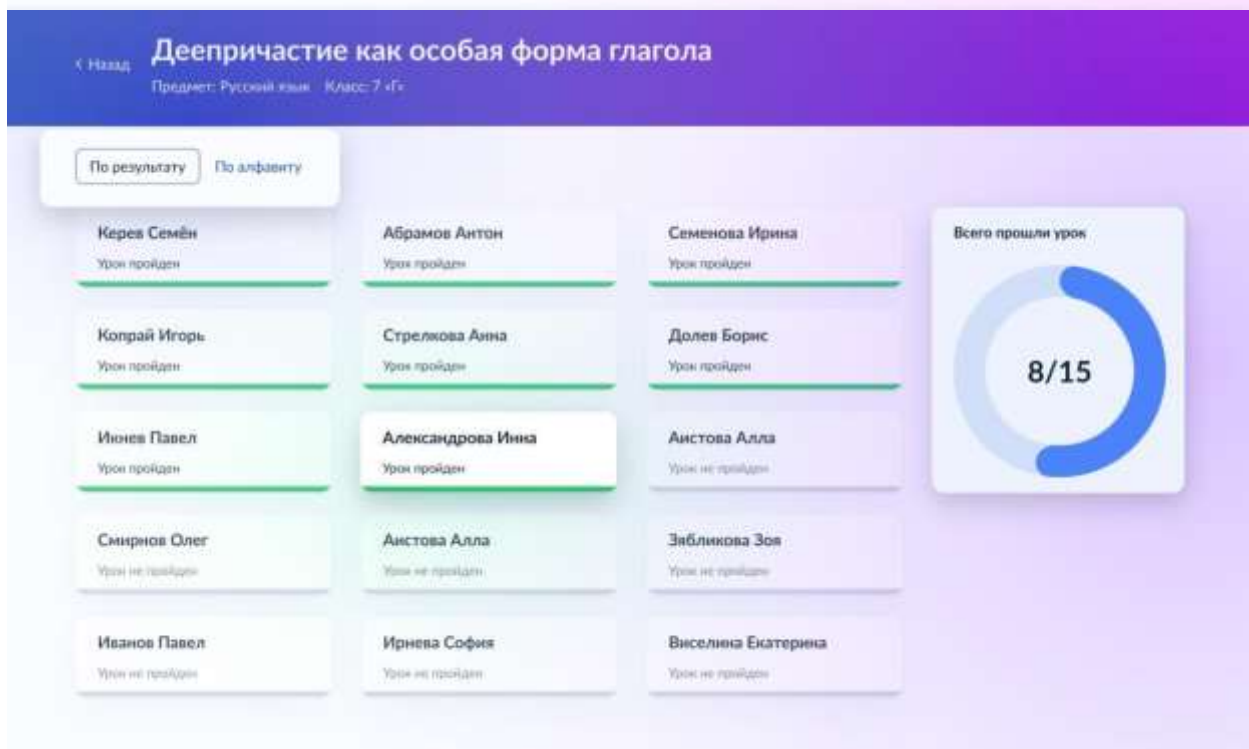 < Назад
Деепричастие как особая форма глагола
Предмет: Русский язык Класс: 7 «Г»
По результату По алфавиту
Керев Семён
Урок пройден
Абрамов Антон
Урок пройден
Семенова Ирина
Урок пройден
Всего прошли урок
8/15
Копрай Игорь
Урок пройден
Стрелкова Анна
Урок пройден
Долев Борис
Урок пройден
Павел
Урок пройден
Александрова Инна
Урок пройден
Аистова Алла
Урок не пройден
Смирнов Олег
Урок не пройден
Аистова Алла
Урок не пройден
Зябликова Зоя
Урок не пройден
Иванов Павел
Урок не пройден
Ирнева София
Урок не пройден
Виселина Екатерина
Урок не пройден